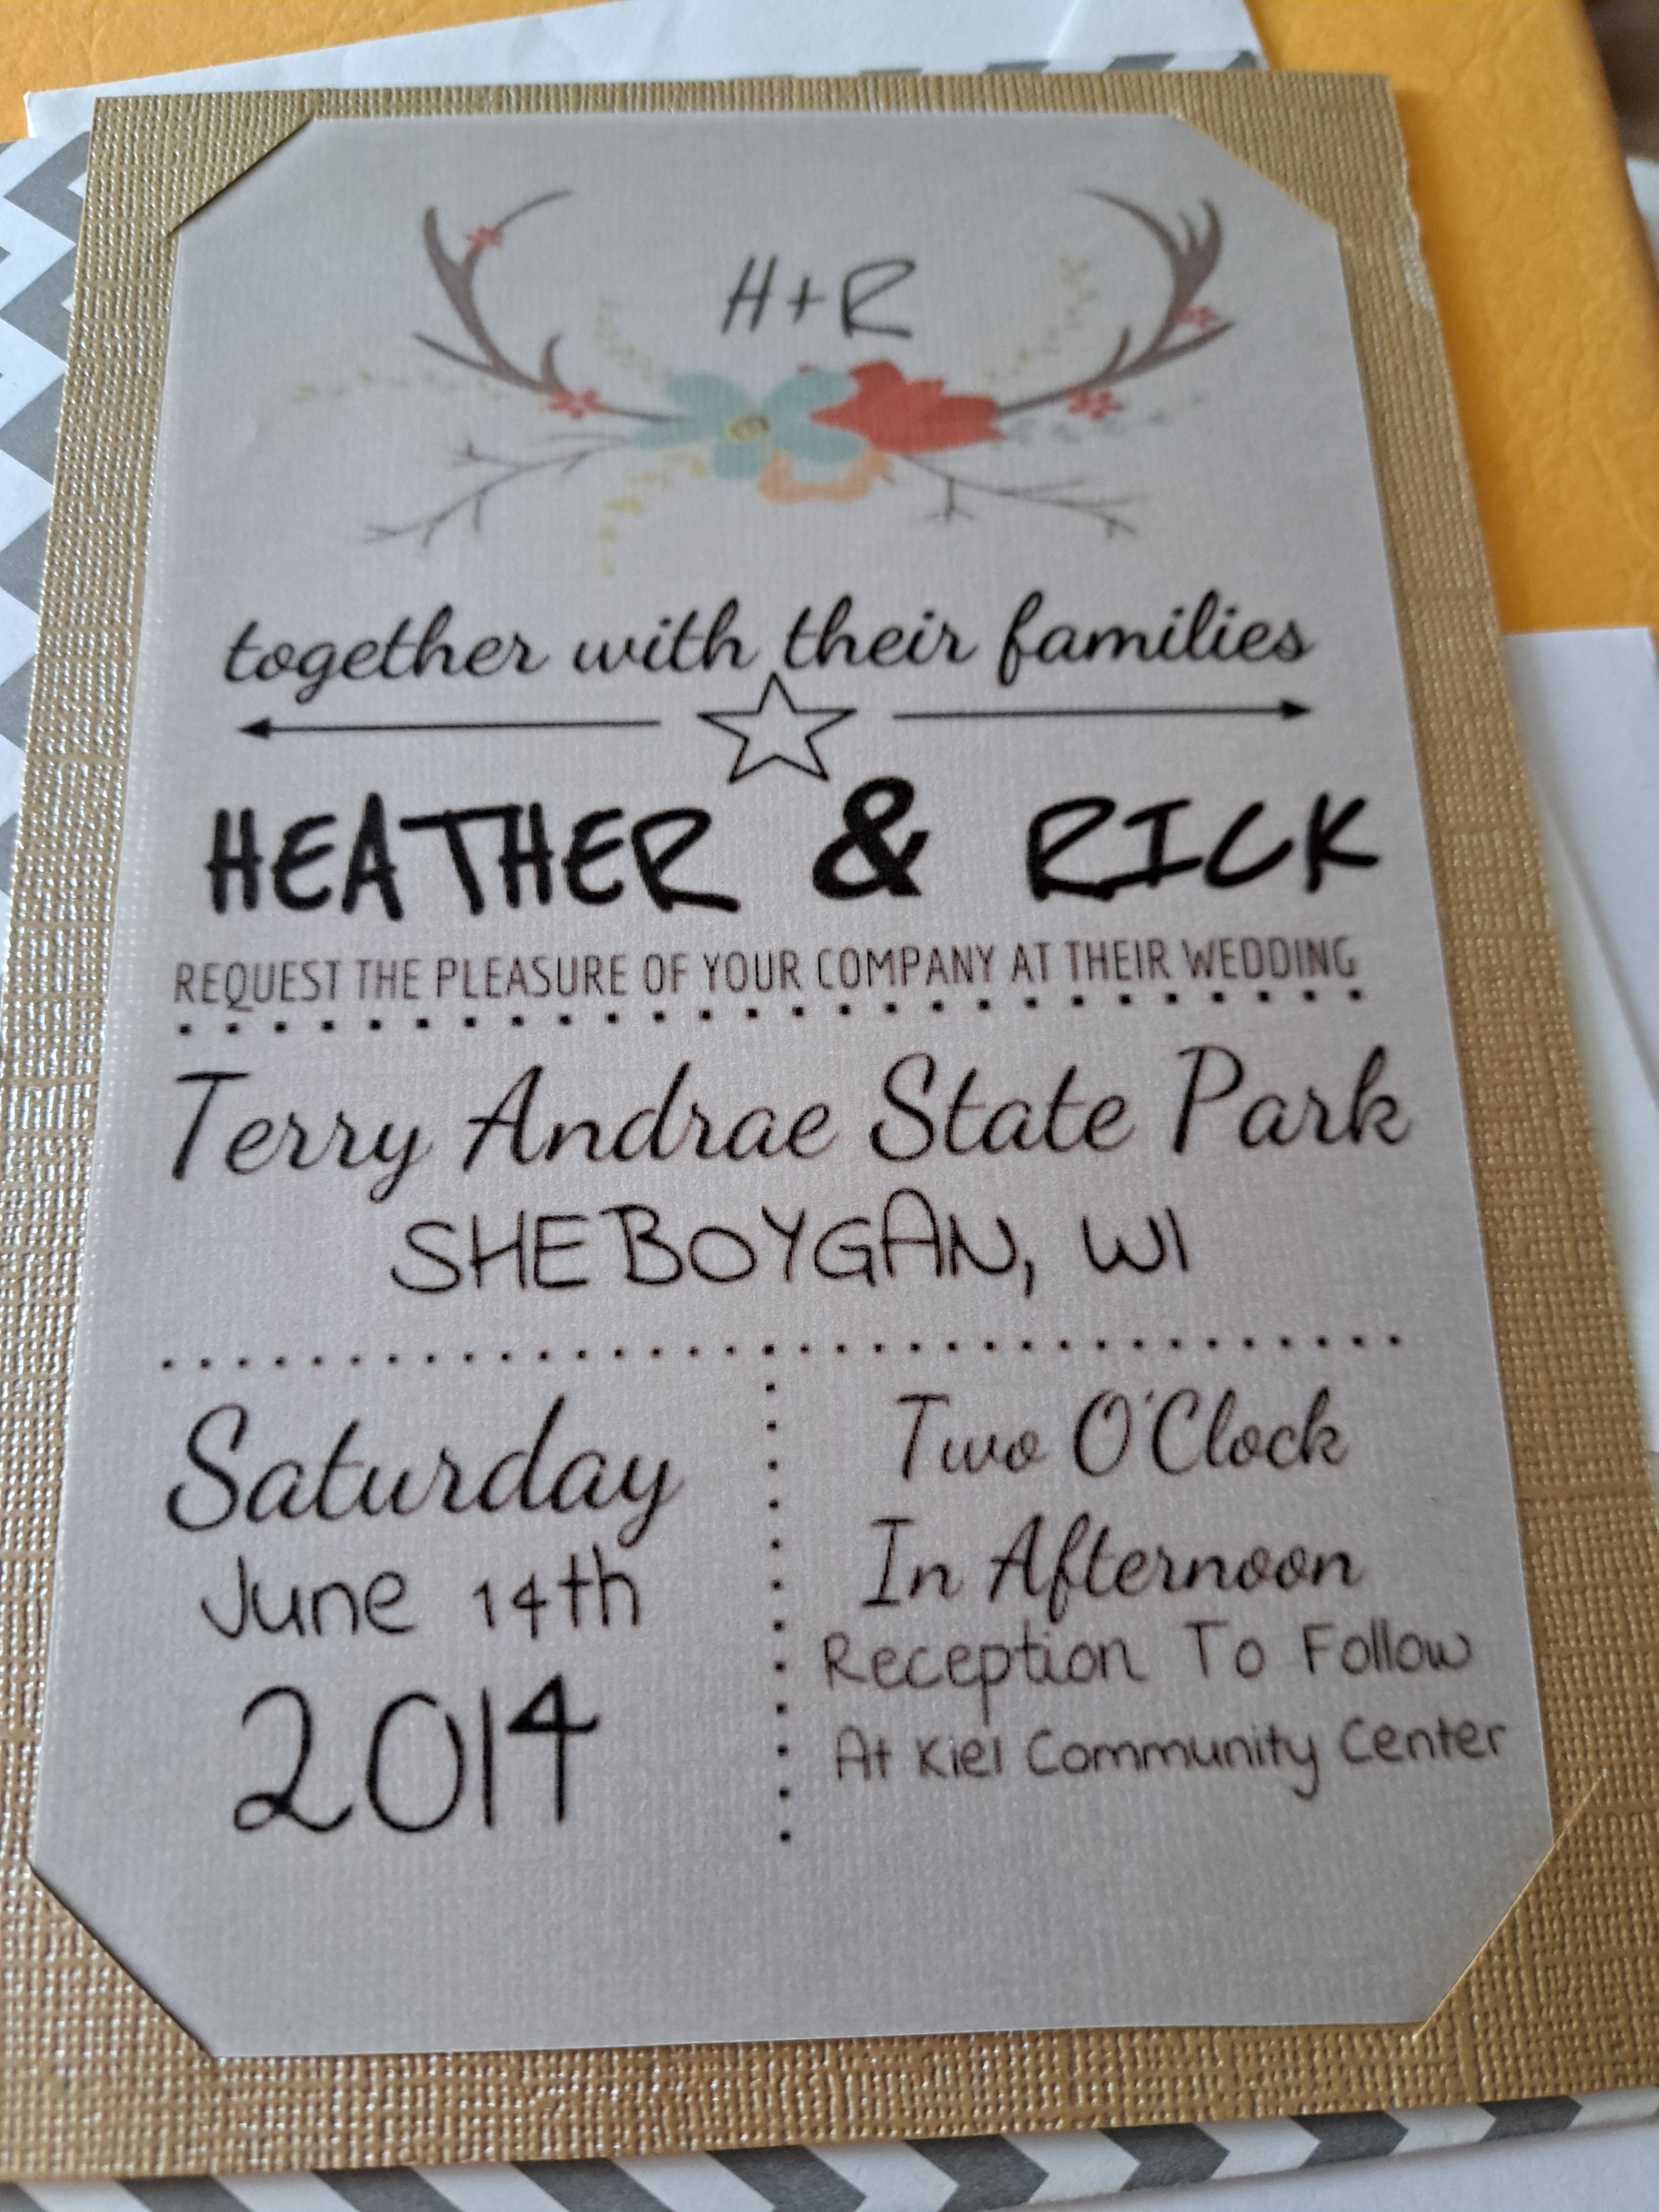 H+R
together with their families
HEATHER & RICK
REQUEST THE PLEASURE OF YOUR COMPANY AT THEIR WEDDING
Terry Andrae State Park
SHEBOYGAN, WI
Saturday
June 14th
2014
Two O'Clock
In Afternoon
Reception To Follow
At Kiel Community Center